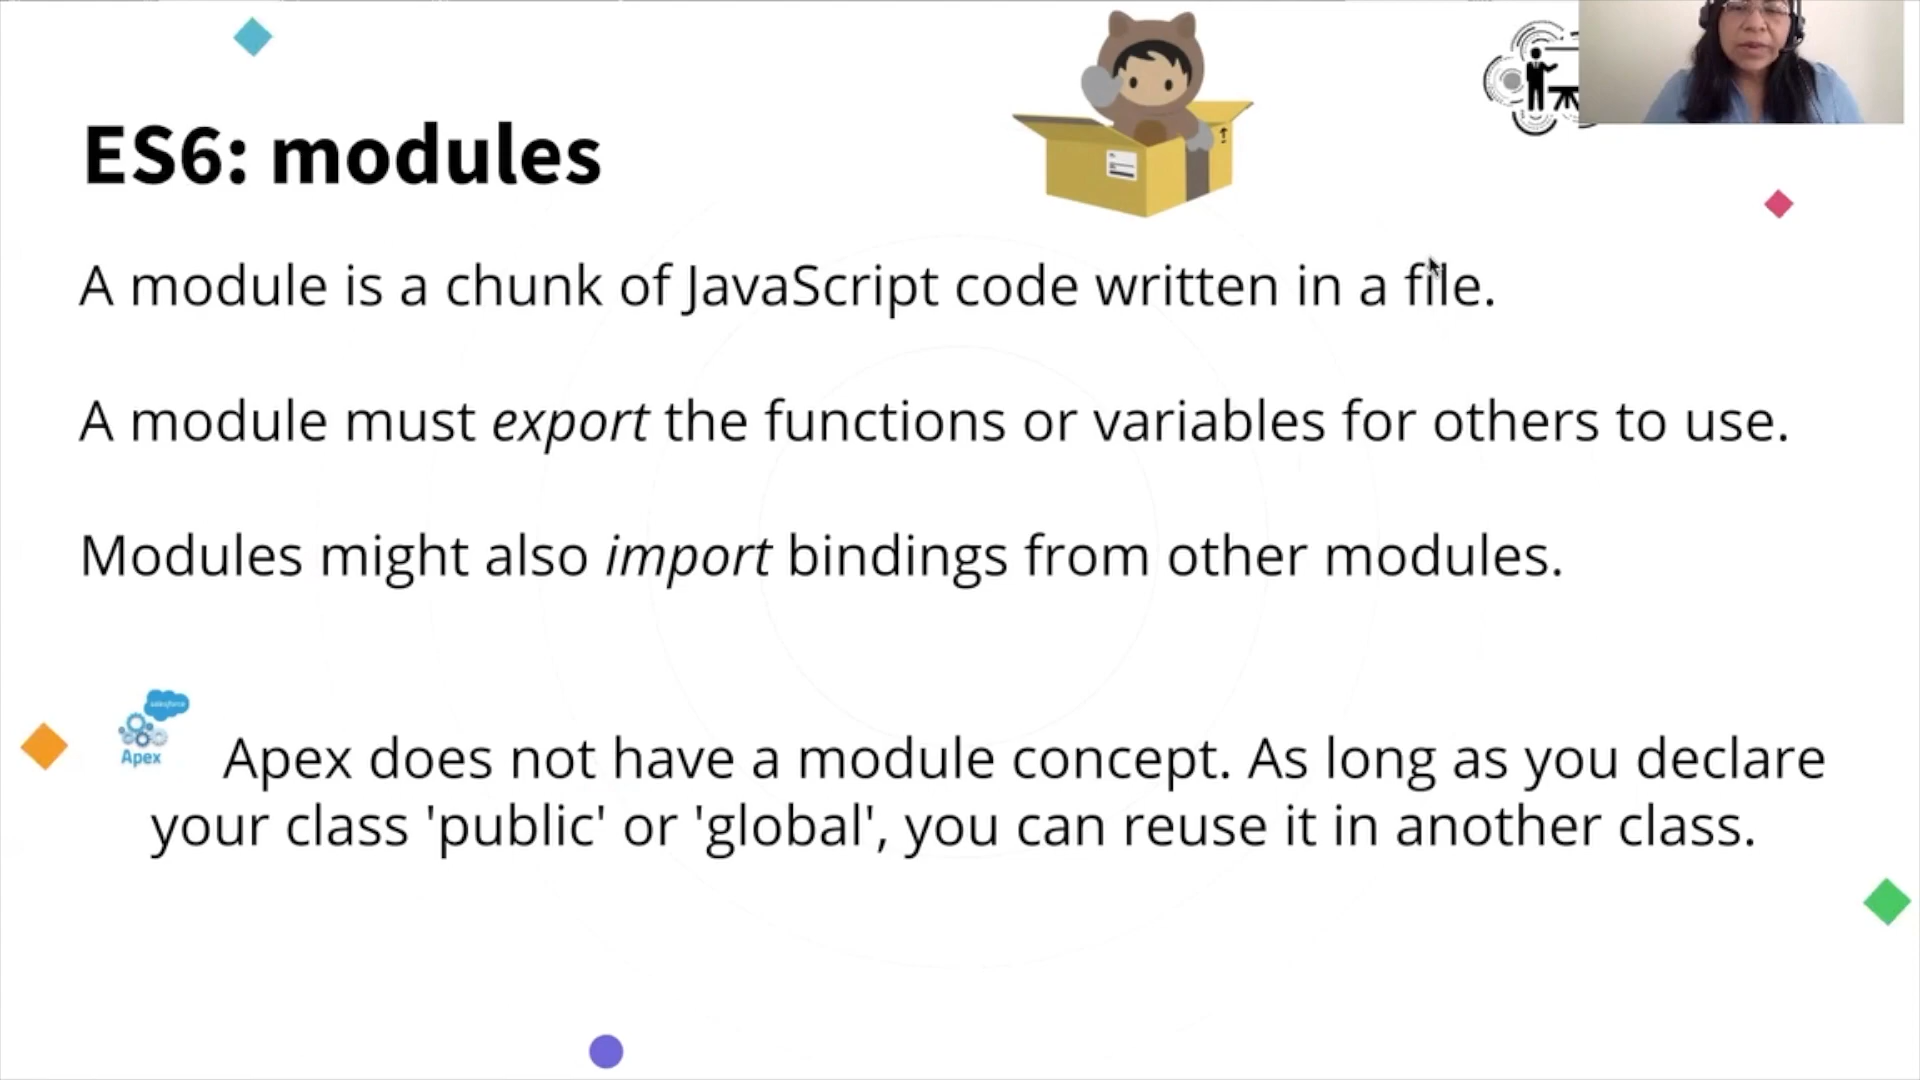 ES6: modules
A module is a chunk of JavaScript code written in a file.
A module must export the functions or variables for others to use.
Modules might also import bindings from other modules.
salesforce
Apex
Apex does not have a module concept. As long as you declare
your class 'public' or 'global', you can reuse it in another class.